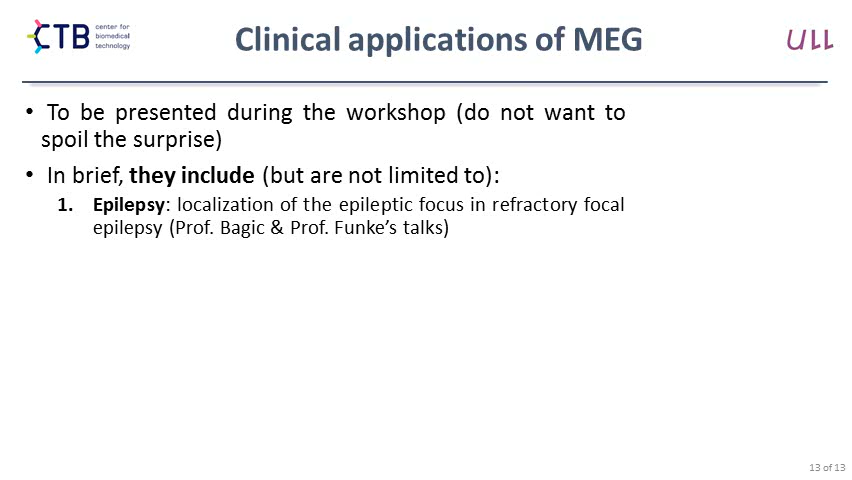 CTB center for
biomedical
technology
Clinical applications of MEG
ULL
• To be presented during the workshop (do not want to
spoil the surprise)
• In brief, they include (but are not limited to):
1. Epilepsy: localization of the epileptic focus in refractory focal
epilepsy (Prof. Bagic & Prof. Funke’s talks)
13 of 13